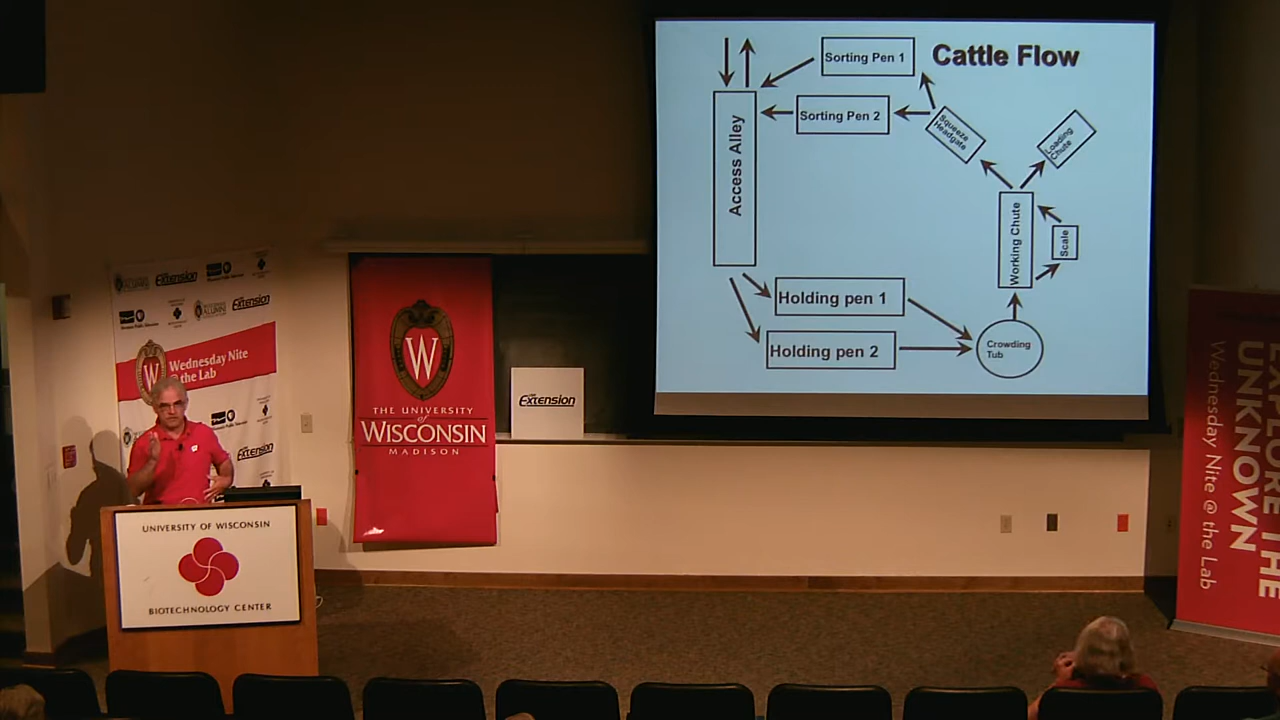 Cattle Flow
Sorting Pen 1
Sorting Pen 2
Access Alley
Squeeze
Headgate
Loading
Chute
Working Chute
Scale
Holding pen 1
Holding pen 2
Crowding
Tub
Extension
Extension
Wednesday Nite
@ the Lab
Extension
W
THE UNIVERSITY
of
WISCONSIN
MADISON
Extension
UNIVERSITY OF WISCONSIN
BIOTECHNOLOGY CENTER
EXPLORE THE
UNKNOWN
Wednesday Nite @ the Lab